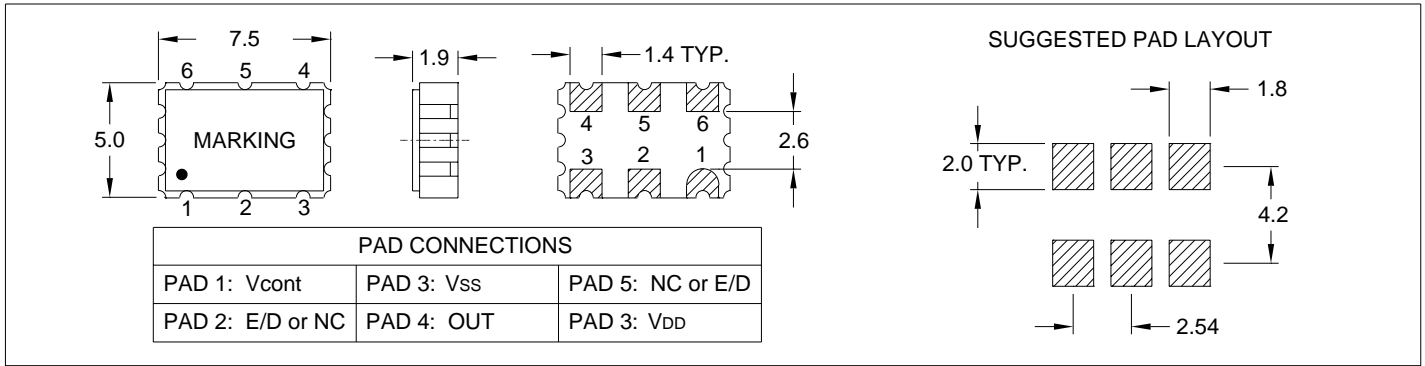 7.5
1.9
1.4 TYP.
SUGGESTED PAD LAYOUT
6 5 4
1.8
5.0
MARKING
4 5 6
2.6
2.0 TYP.
3 2 1
1 2 3
4.2
PAD CONNECTIONS
PAD 1: Vcont PAD 3: Vss PAD 5: NC or E/D
PAD 2: E/D or NC PAD 4: OUT PAD 3: VDD
2.54